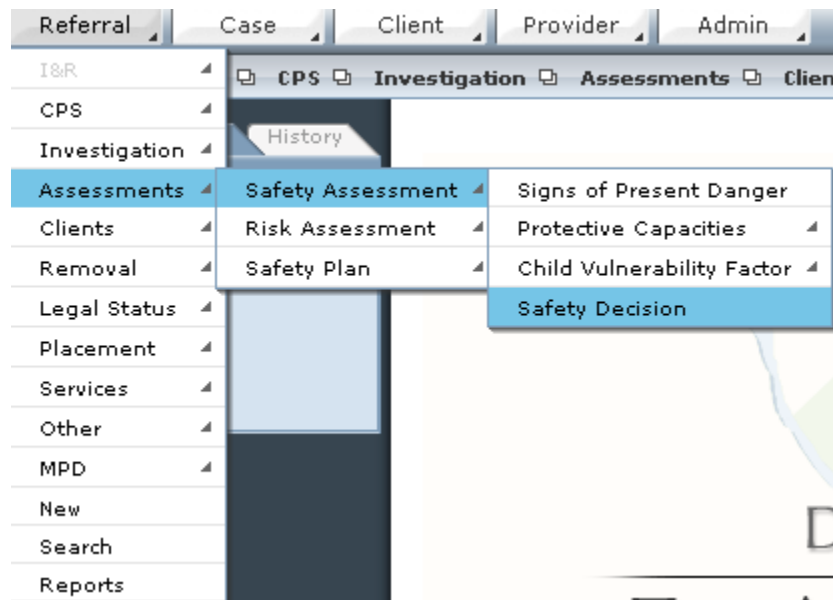 Referral Case Client Provider Admin
I&R
CPS Investigation Assessments
CPS
History
Investigation
Assessments Safety Assessment Signs of Present Danger
Clients Risk Assessment Protective Capacities
Removal Safety Plan Child Vulnerability Factor
Legal Status Safety Decision
Placement
Services
Other
MPD
New
D
Search
Reports